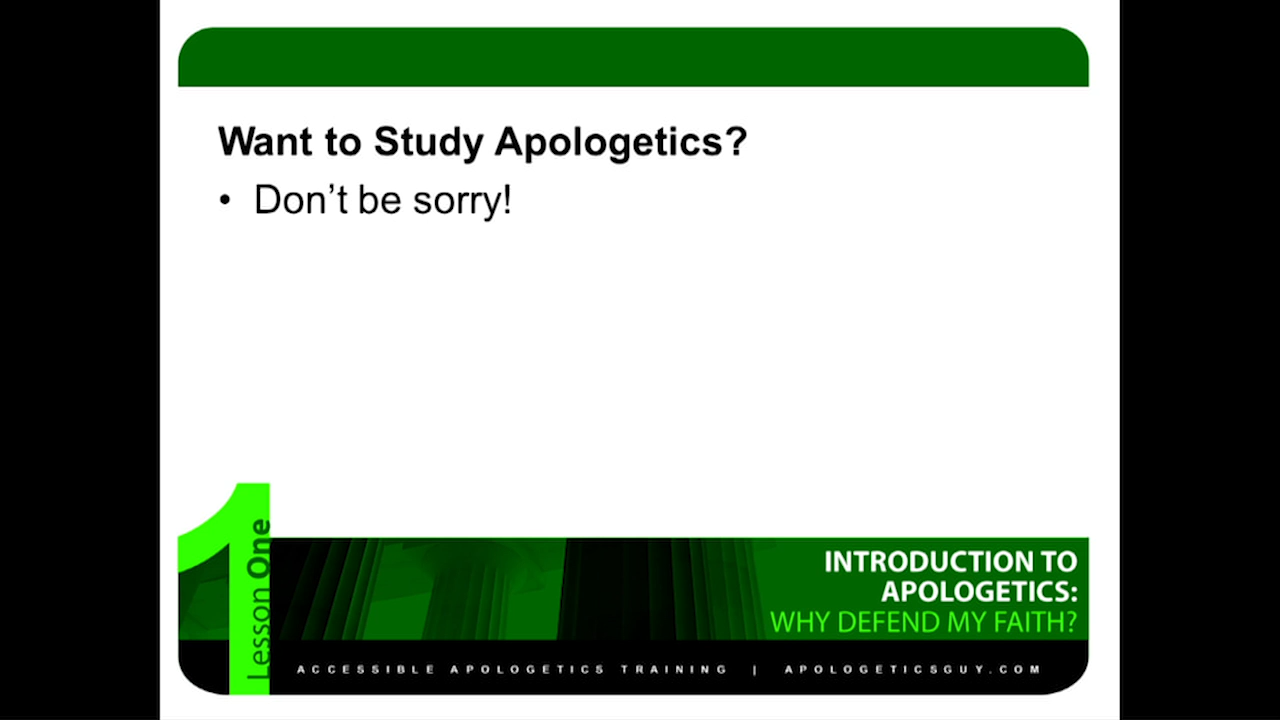 Want to Study Apologetics?
• Don’t be sorry!
1
Lesson One
INTRODUCTION TO
APOLOGETICS:
WHY DEFEND MY FAITH?
ACCESSIBLE APOLOGETICS TRAINING | APOLOGETICSGUY.COM